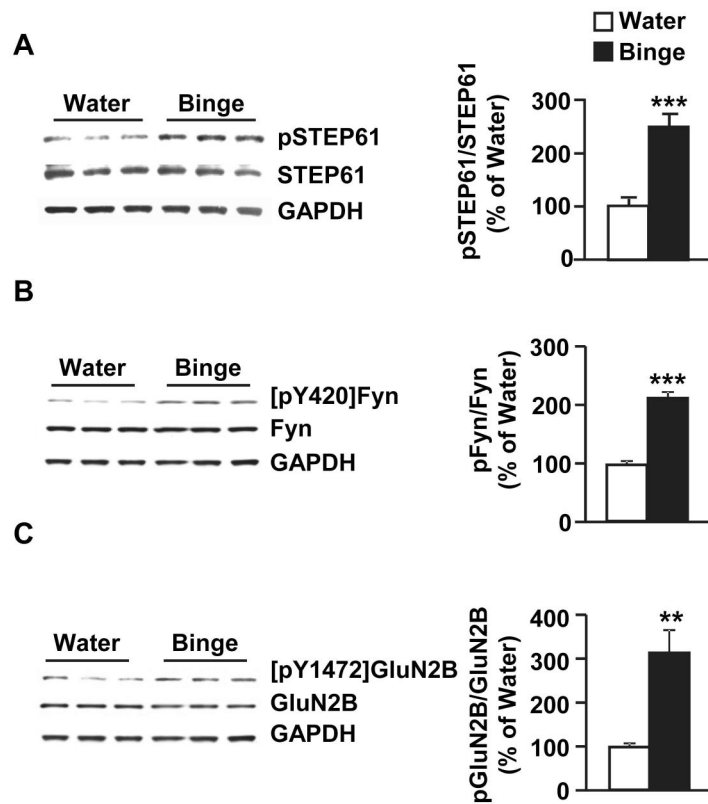 Water
Binge
A
Water Binge
pSTEP61
STEP61
GAPDH
pSTEP61/STEP61
(% of Water)
300
200
100
0
***
B
Water Binge
[pY420]Fyn
Fyn
GAPDH
pFyn/Fyn
(% of Water)
300
200
100
0
***
C
Water Binge
[pY1472]GluN2B
GluN2B
GAPDH
pGluN2B/GluN2B
(% of Water)
400
300
200
100
0
**